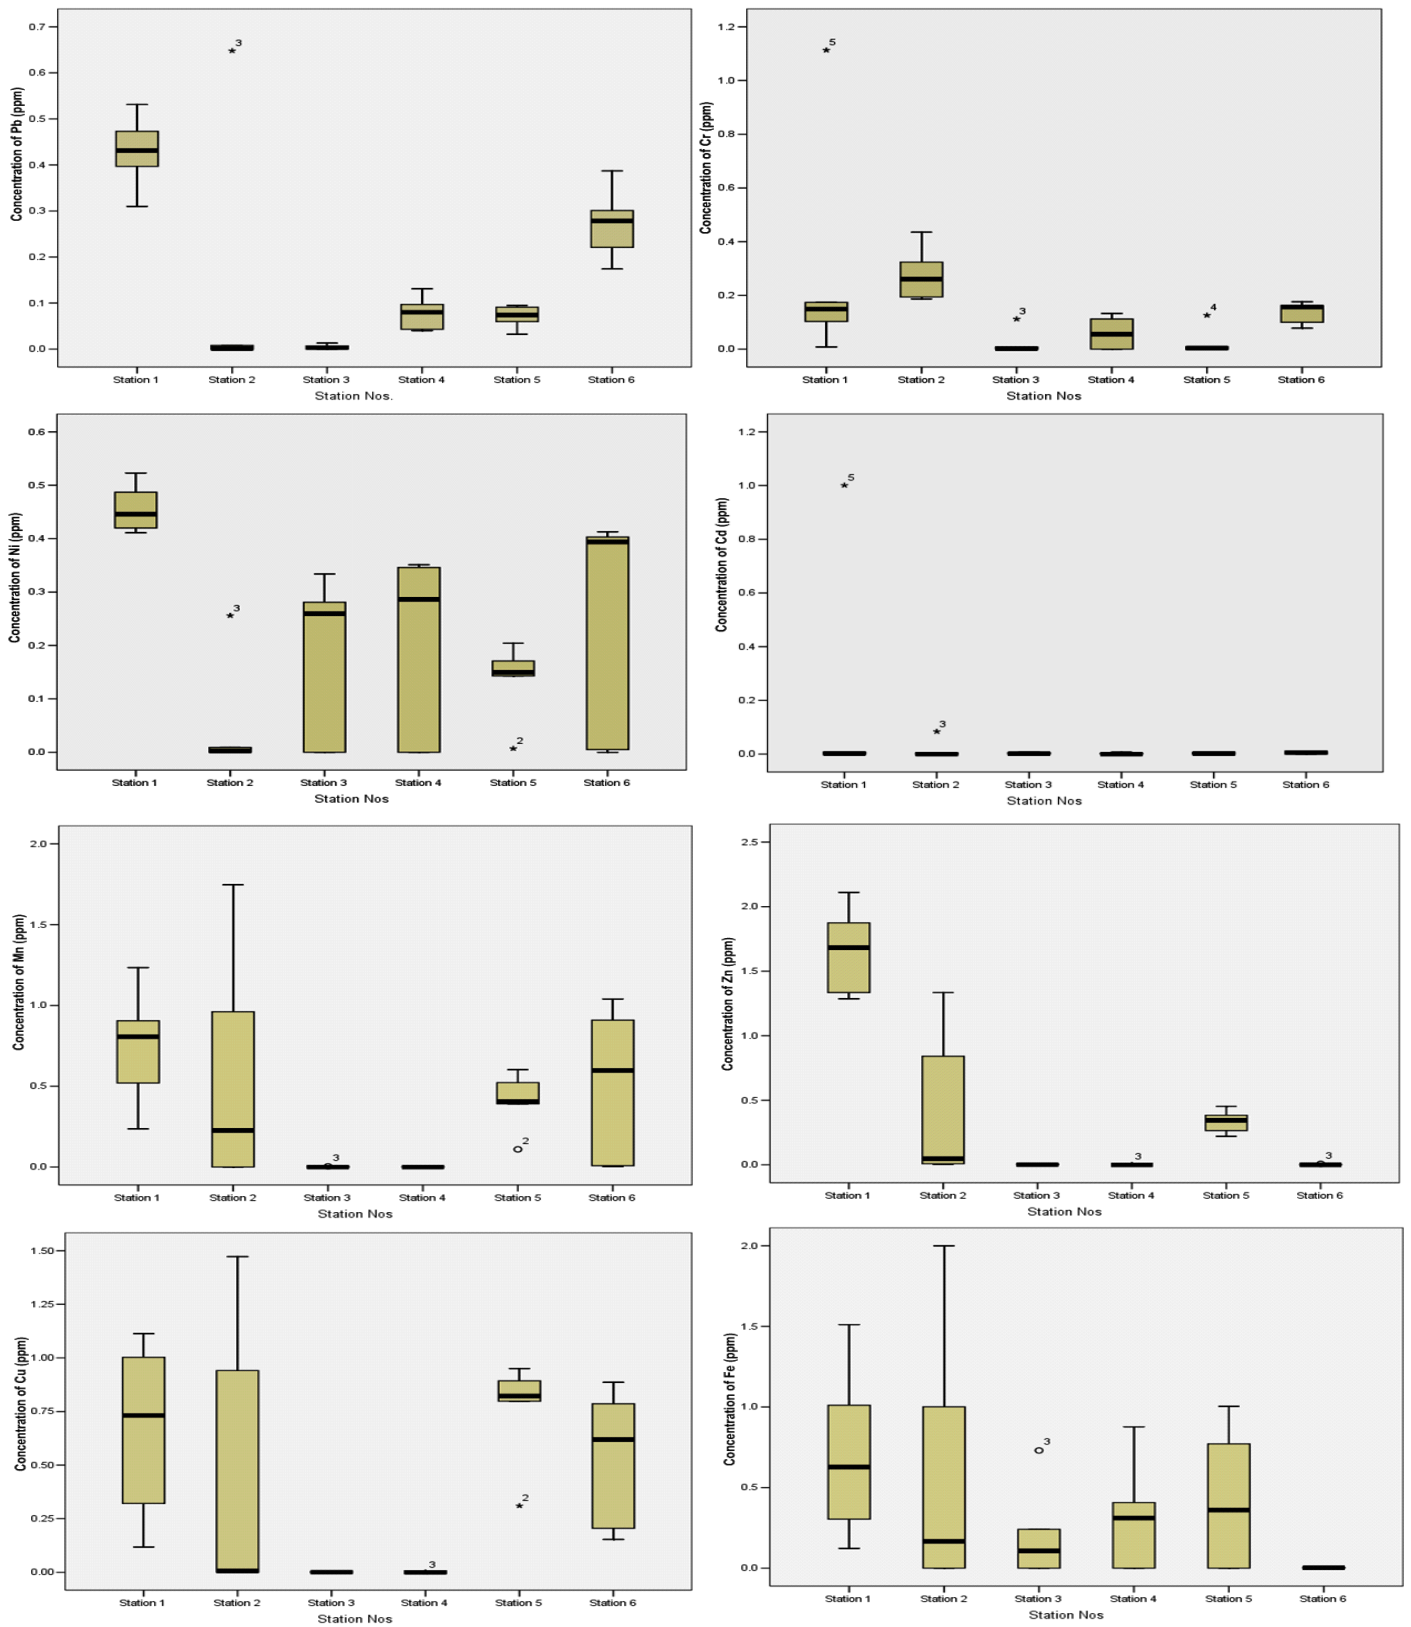 Concentration of Pb (ppm)
0.7
0.6
0.5
0.4
0.3
0.2
0.1
0.0
3
Station 1 Station 2 Station 3 Station 4 Station 5 Station 6
Station Nos.
Concentration of Cr (ppm)
1.2
1.0
0.8
0.6
0.4
0.2
0.0
5
3
4
Station 1 Station 2 Station 3 Station 4 Station 5 Station 6
Station Nos
Concentration of Ni (ppm)
0.6
0.5
0.4
0.3
0.2
0.1
0.0
3
2
Station 1 Station 2 Station 3 Station 4 Station 5 Station 6
Station Nos
Concentration of Cd (ppm)
1.2
1.0
0.8
0.6
0.4
0.2
0.0
5
3
Station 1 Station 2 Station 3 Station 4 Station 5 Station 6
Station Nos
Concentration of Mn (ppm)
2.0
1.5
1.0
0.5
0.0
3
2
Station 1 Station 2 Station 3 Station 4 Station 5 Station 6
Station Nos
Concentration of Zn (ppm)
2.5
2.0
1.5
1.0
0.5
0.0
3
3
Station 1 Station 2 Station 3 Station 4 Station 5 Station 6
Station Nos
Concentration of Cu (ppm)
1.50
1.25
1.00
0.75
0.50
0.25
0.00
3
2
Station 1 Station 2 Station 3 Station 4 Station 5 Station 6
Station Nos
Concentration of Fe (ppm)
2.0
1.5
1.0
0.5
0.0
3
Station 1 Station 2 Station 3 Station 4 Station 5 Station 6
Station Nos